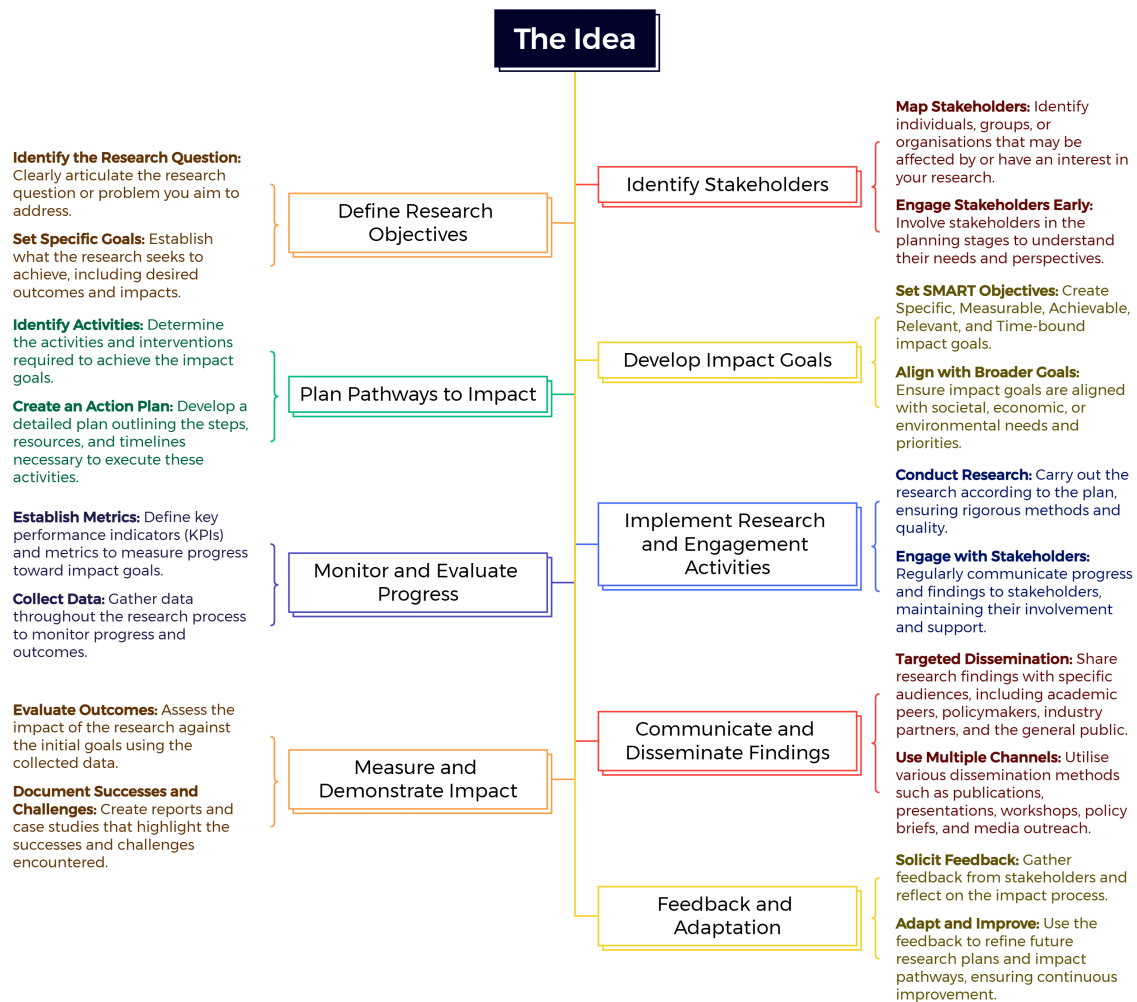 The Idea
Identify Stakeholders
Map Stakeholders: Identify
individuals, groups, or
organisations that may be
affected by or have an interest in
your research.
Engage Stakeholders Early:
Involve stakeholders in the
planning stages to understand
their needs and perspectives.
Define Research
Objectives
Identify the Research Question:
Clearly articulate the research
question or problem you aim to
address.
Set Specific Goals: Establish
what the research seeks to
achieve, including desired
outcomes and impacts.
Develop Impact Goals
Set SMART Objectives: Create
Specific, Measurable, Achievable,
Relevant, and Time-bound
impact goals.
Align with Broader Goals:
Ensure impact goals are aligned
with societal, economic, or
environmental needs and
priorities.
Plan Pathways to Impact
Identify Activities: Determine
the activities and interventions
required to achieve the impact
goals.
Create an Action Plan: Develop a
detailed plan outlining the steps,
resources, and timelines
necessary to execute these
activities.
Implement Research
and Engagement
Activities
Conduct Research: Carry out the
research according to the plan,
ensuring rigorous methods and
quality.
Engage with Stakeholders:
Regularly communicate progress
and findings to stakeholders,
maintaining their involvement
and support.
Monitor and Evaluate
Progress
Establish Metrics: Define key
performance indicators (KPIs)
and metrics to measure progress
toward impact goals.
Collect Data: Gather data
throughout the research process
to monitor progress and
outcomes.
Communicate and
Disseminate Findings
Targeted Dissemination: Share
research findings with specific
audiences, including academic
peers, policymakers, industry
partners, and the general public.
Use Multiple Channels: Utilise
various dissemination methods
such as publications,
presentations, workshops, policy
briefs, and media outreach.
Measure and
Demonstrate Impact
Evaluate Outcomes: Assess the
impact of the research against
the initial goals using the
collected data.
Document Successes and
Challenges: Create reports and
case studies that highlight the
successes and challenges
encountered.
Feedback and
Adaptation
Solicit Feedback: Gather
feedback from stakeholders and
reflect on the impact process.
Adapt and Improve: Use the
feedback to refine future
research plans and impact
pathways, ensuring continuous
improvement.